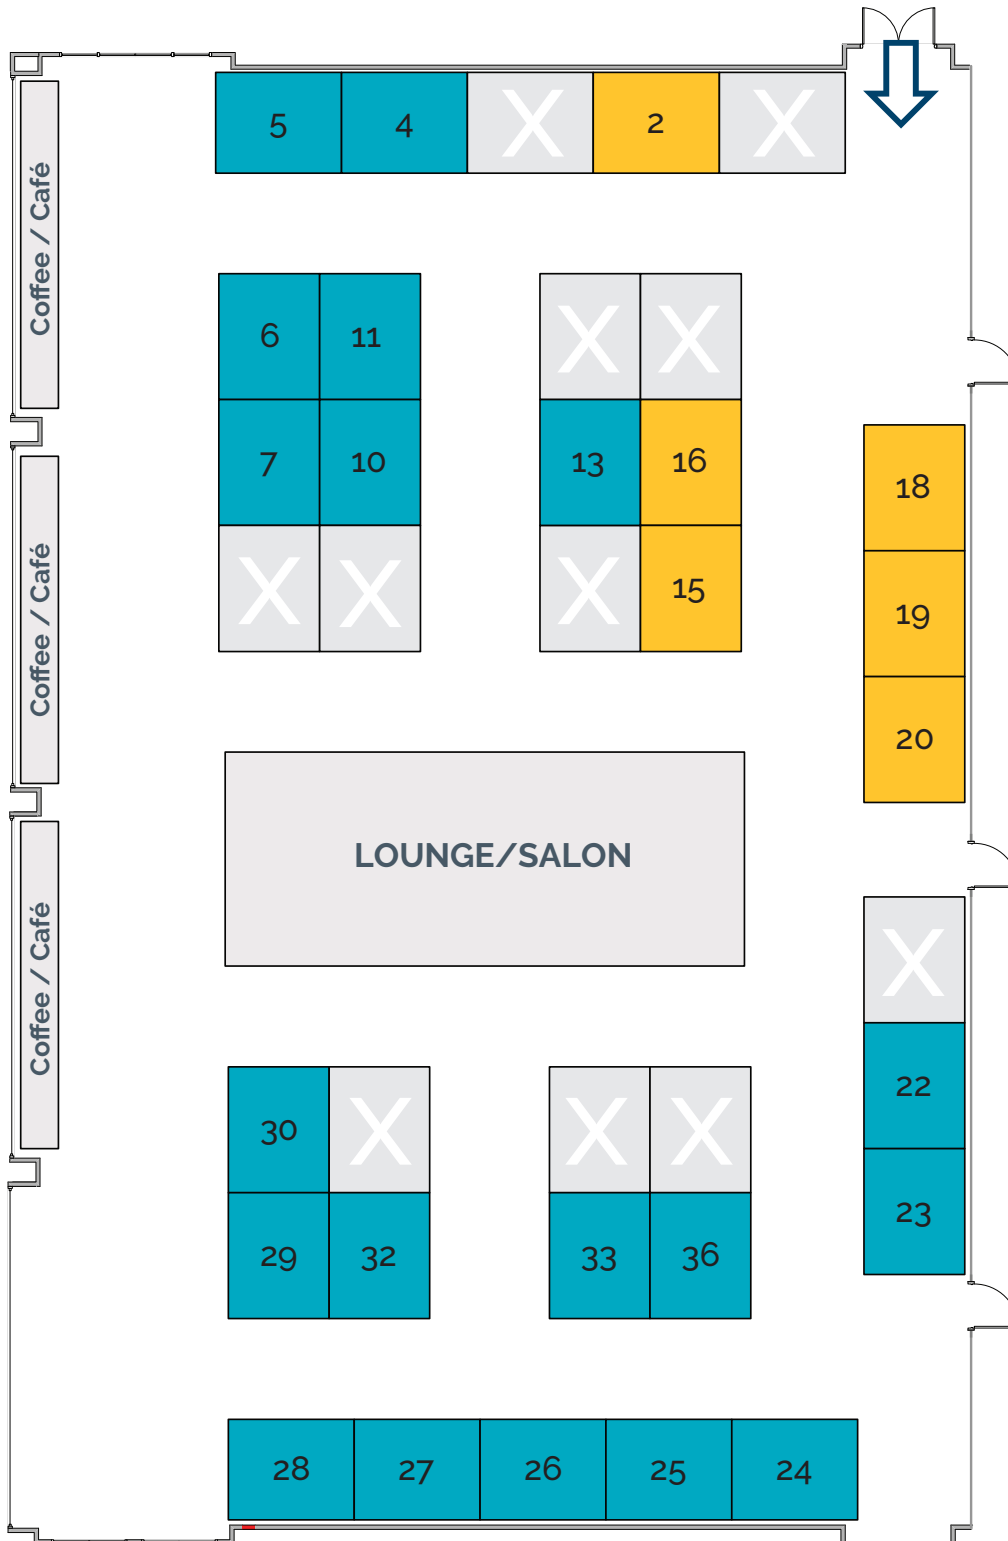 5 4 X 2 X
Coffee / Café
6 11 X X
7 10 13 16
X X X 15
18
19
20
Coffee / Café
LOUNGE/SALON
Coffee / Café
X
22
23
30 X X X
29 32 33 36
28 27 26 25 24